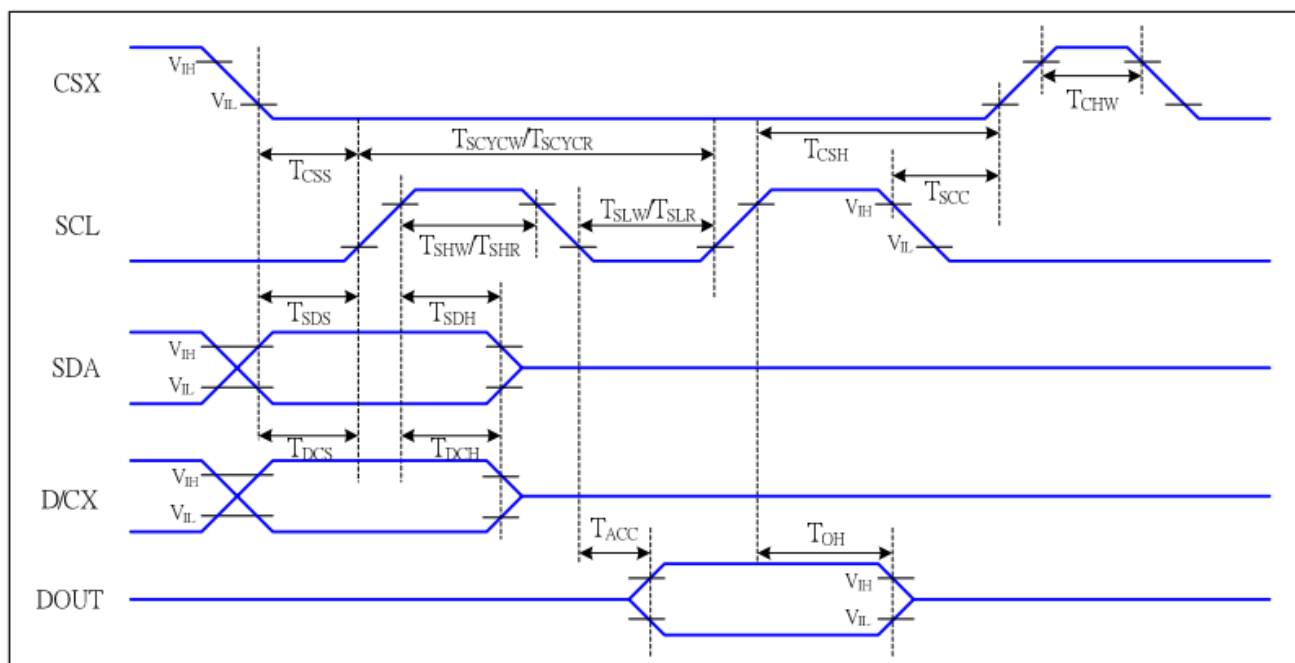 CSX
VIH
VIL
TCHW
TSCYCW/TSCYCR
TCSH
TCSS
TSCC
SCL
TSHW/TSHR
TSLW/TSLR
VIH
VIL
TSDS
TSDH
SDA
VIH
VIL
TDCS
TDCH
D/CX
VIH
VIL
TACC
TOH
DOUT
VIH
VIL